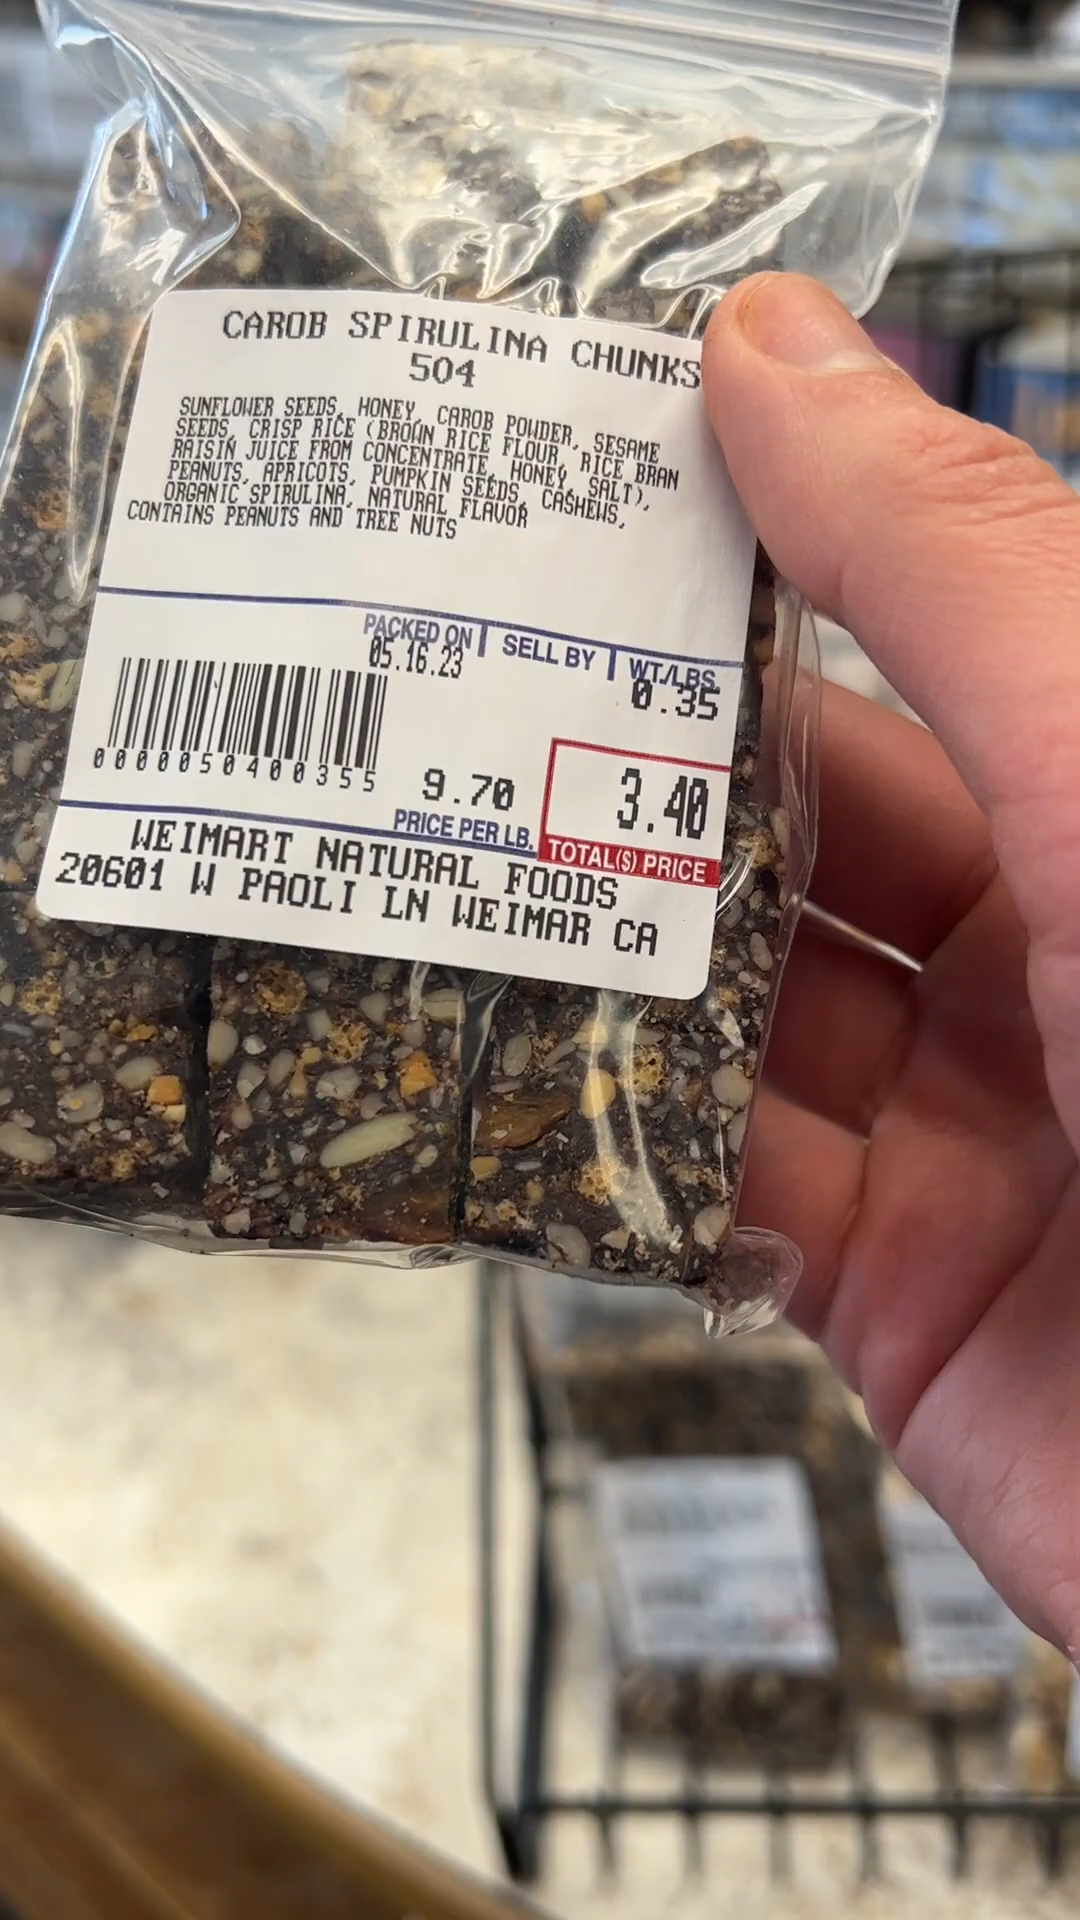 CAROB SPIRULINA CHUNKS
504
SUNFLOWER SEEDS, HONEY, CAROB POWDER, SESAME
SEEDS, CRISP RICE (BROWN RICE FLOUR, RICE BRAN
RAISIN JUICE FROM CONCENTRATE, HONEY, SALT),
PEANUTS, APRICOTS, PUMPKIN SEEDS, CASHEWS,
ORGANIC SPIRULINA, NATURAL FLAVOR
CONTAINS PEANUTS AND TREE NUTS
PACKED ON SELL BY WT./LBS.
05.16.23 0.35
0000050400355
9.70 3.40
PRICE PER LB. TOTAL($) PRICE
WEIMART NATURAL FOODS
20601 W PAOLI LN WEIMAR CA